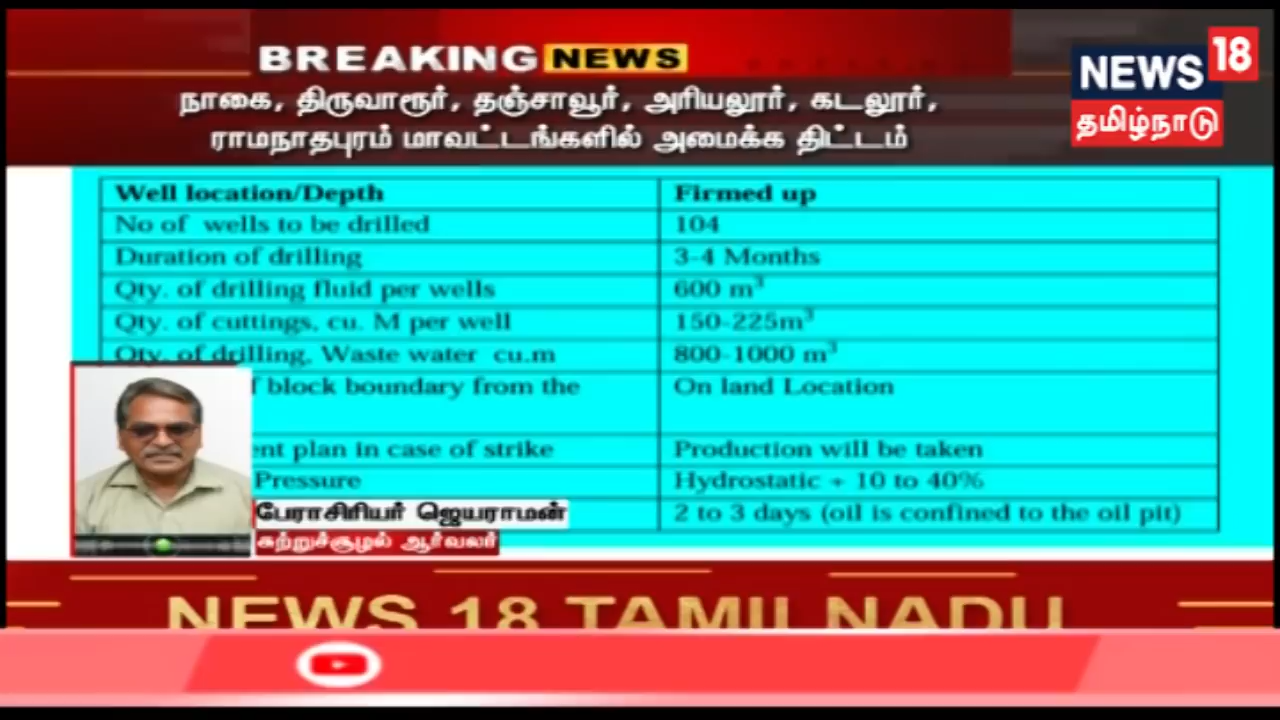 BREAKING NEWS
NEWS 18
தமிழ்நாடு
நாகை, திருவாரூர், தஞ்சாவூர், அரியலூர், கடலூர்,
ராமநாதபுரம் மாவட்டங்களில் அமைக்க திட்டம்
Well location/Depth Firmed up
No of wells to be drilled 104
Duration of drilling 3-4 Months
Qty. of drilling fluid per wells 600 m³
Qty. of cuttings, cu. M per well 150-225m³
Qty. of drilling, Waste water cu.m 800-1000 m³
block boundary from the On land Location
plan in case of strike Production will be taken
Pressure Hydrostatic + 10 to 40%
2 to 3 days (oil is confined to the oil pit)
பேராசிரியர் ஜெயராமன்
சுற்றுச்சூழல் ஆர்வலர்
NEWS 18 TAMIL NADU